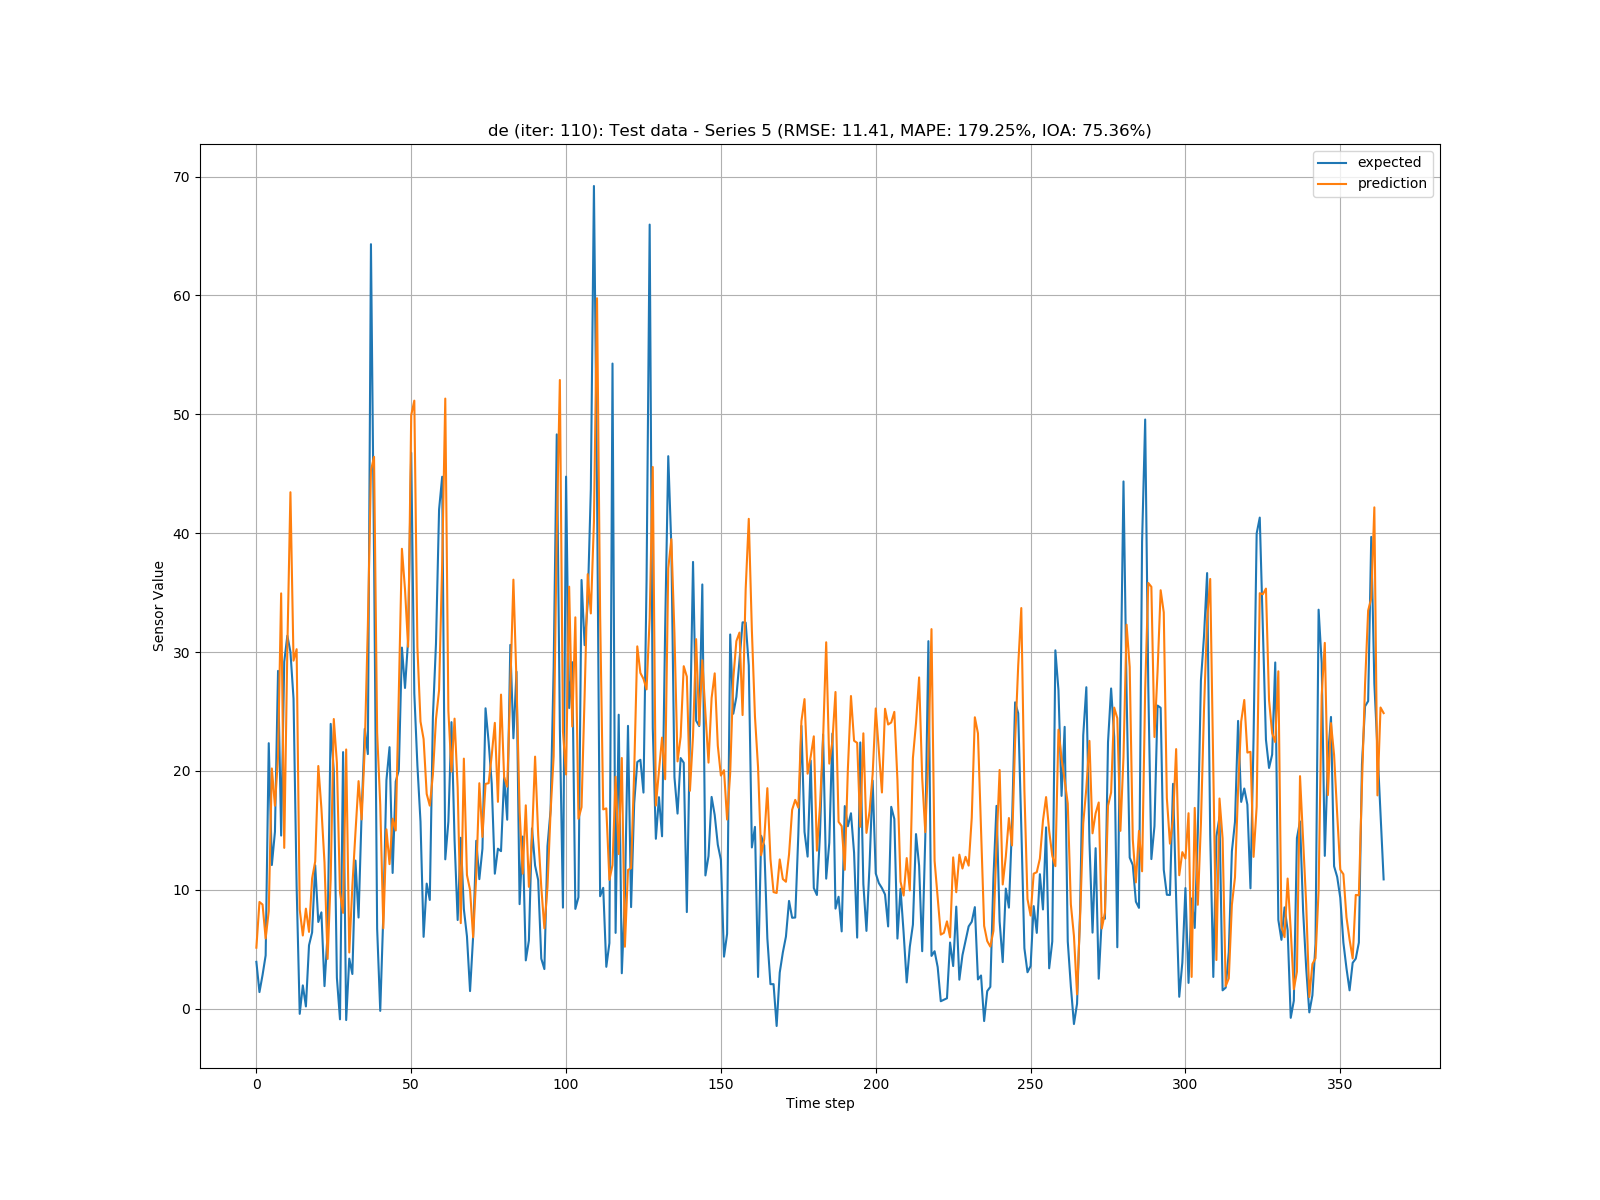 de (iter: 110): Test data - Series 5 (RMSE: 11.41, MAPE: 179.25%, IOA: 75.36%)
expected
prediction
70
60
50
40
30
20
10
0
Sensor Value
0 50 100 150 200 250 300 350
Time step